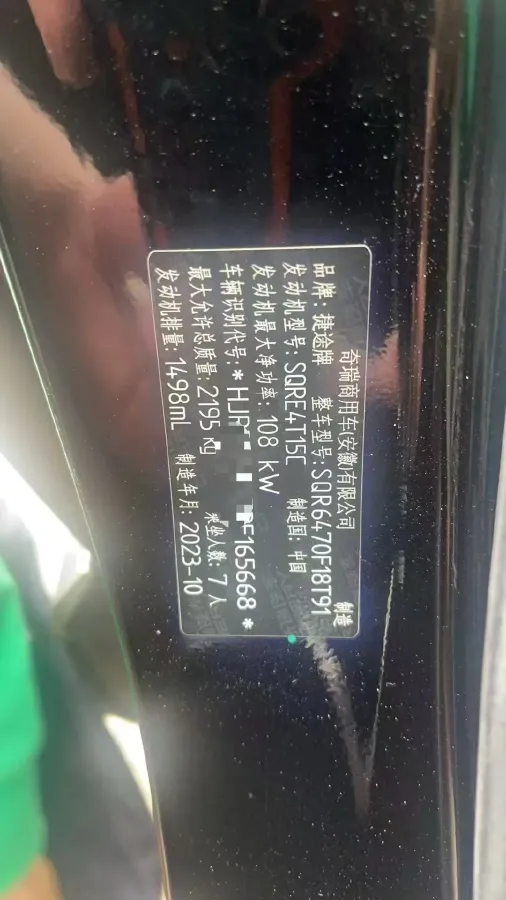 奇瑞商用车(安徽)有限公司 制造
品牌:捷途牌 整车型号:SQR6470F18T91
发动机型号:SQRE4T15C 制造国:中国
发动机最大净功率:108 kW
车辆识别代号:*HJR F165668*
最大允许总质量:2195 kg 乘坐人数:7人
发动机排量:1498mL 制造年月:2023-10